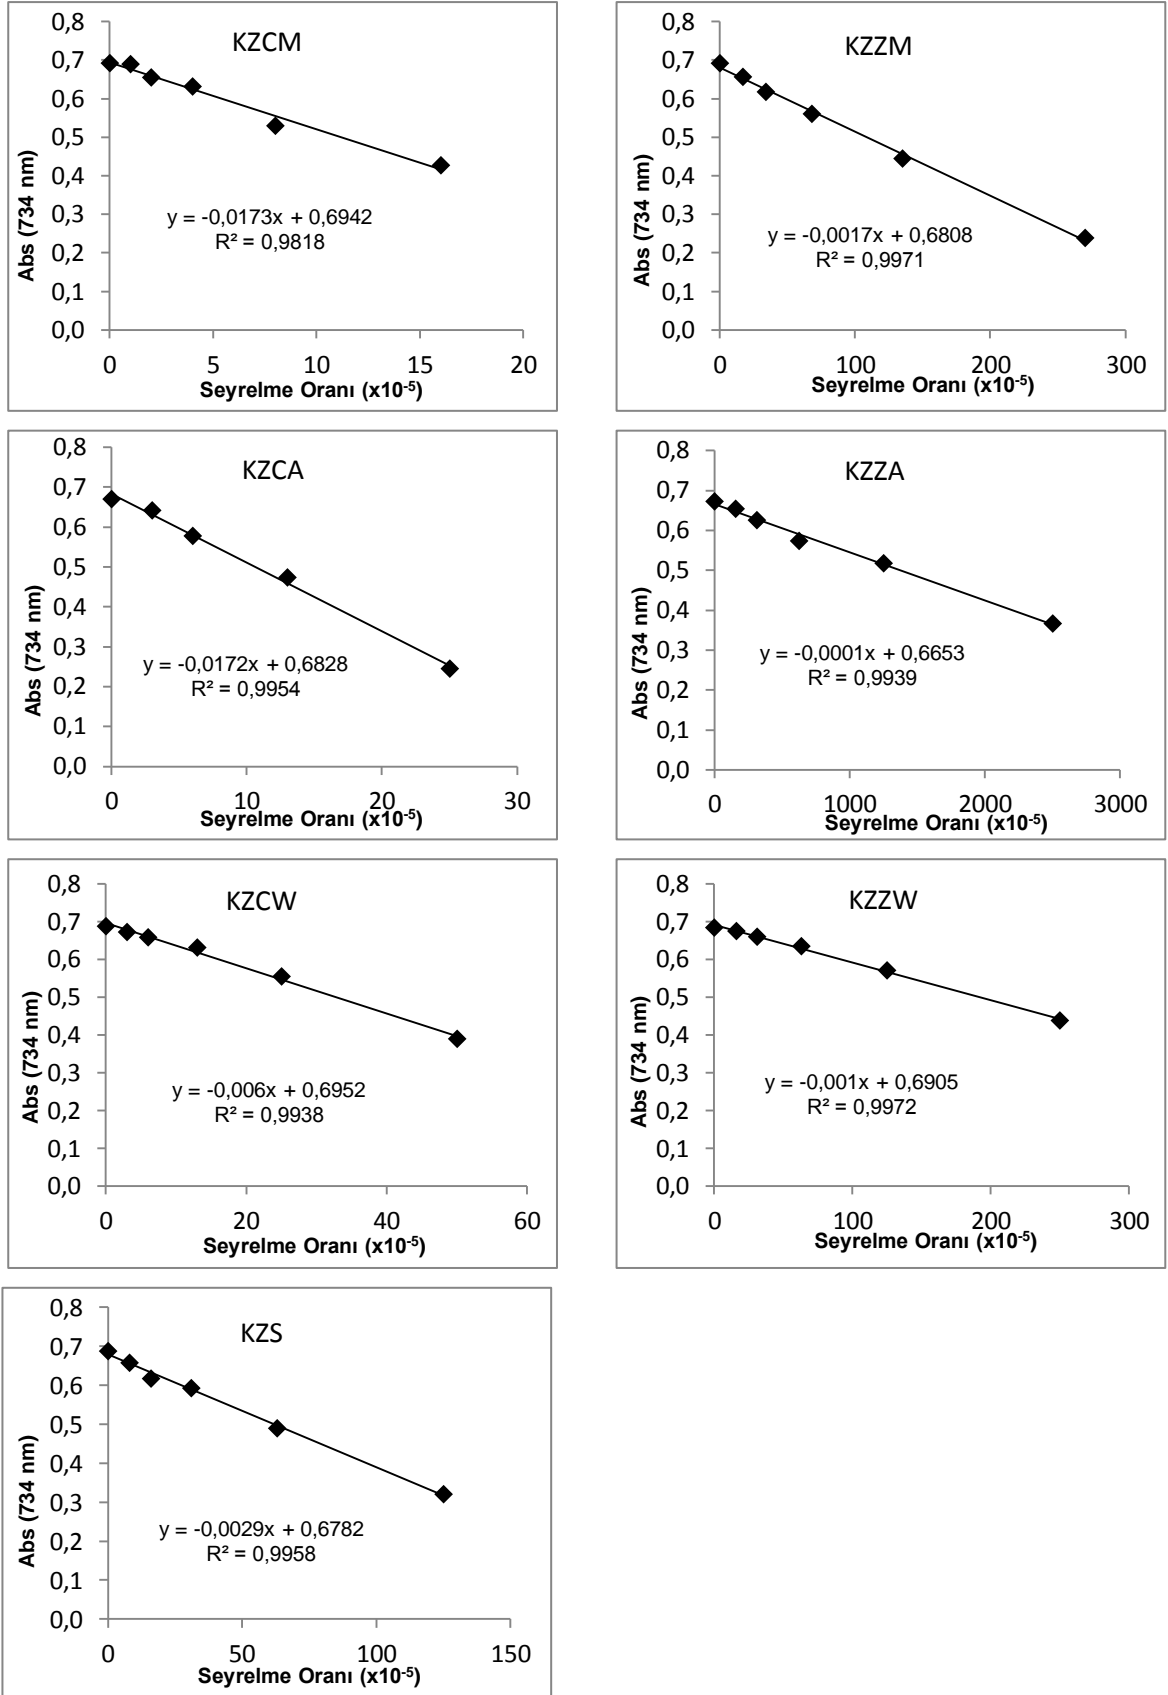 KZCM
0,8
0,7
0,6
0,5
0,4
0,3
0,2
0,1
0,0
Abs (734 nm)
y = -0,0173x + 0,6942
R² = 0,9818
0 5 10 15 20
Seyrelme Oranı (x10⁻⁵)
KZZM
0,8
0,7
0,6
0,5
0,4
0,3
0,2
0,1
0,0
Abs (734 nm)
y = -0,0017x + 0,6808
R² = 0,9971
0 100 200 300
Seyrelme Oranı (x10⁻⁵)
KZCA
0,8
0,7
0,6
0,5
0,4
0,3
0,2
0,1
0,0
Abs (734 nm)
y = -0,0172x + 0,6828
R² = 0,9954
0 10 20 30
Seyrelme Oranı (x10⁻⁵)
KZZA
0,8
0,7
0,6
0,5
0,4
0,3
0,2
0,1
0,0
Abs (734 nm)
y = -0,0001x + 0,6653
R² = 0,9939
0 1000 2000 3000
Seyrelme Oranı (x10⁻⁵)
KZCW
0,8
0,7
0,6
0,5
0,4
0,3
0,2
0,1
0,0
Abs (734 nm)
y = -0,006x + 0,6952
R² = 0,9938
0 20 40 60
Seyrelme Oranı (x10⁻⁵)
KZZW
0,8
0,7
0,6
0,5
0,4
0,3
0,2
0,1
0,0
Abs (734 nm)
y = -0,001x + 0,6905
R² = 0,9972
0 100 200 300
Seyrelme Oranı (x10⁻⁵)
KZS
0,8
0,7
0,6
0,5
0,4
0,3
0,2
0,1
0,0
Abs (734 nm)
y = -0,0029x + 0,6782
R² = 0,9958
0 50 100 150
Seyrelme Oranı (x10⁻⁵)